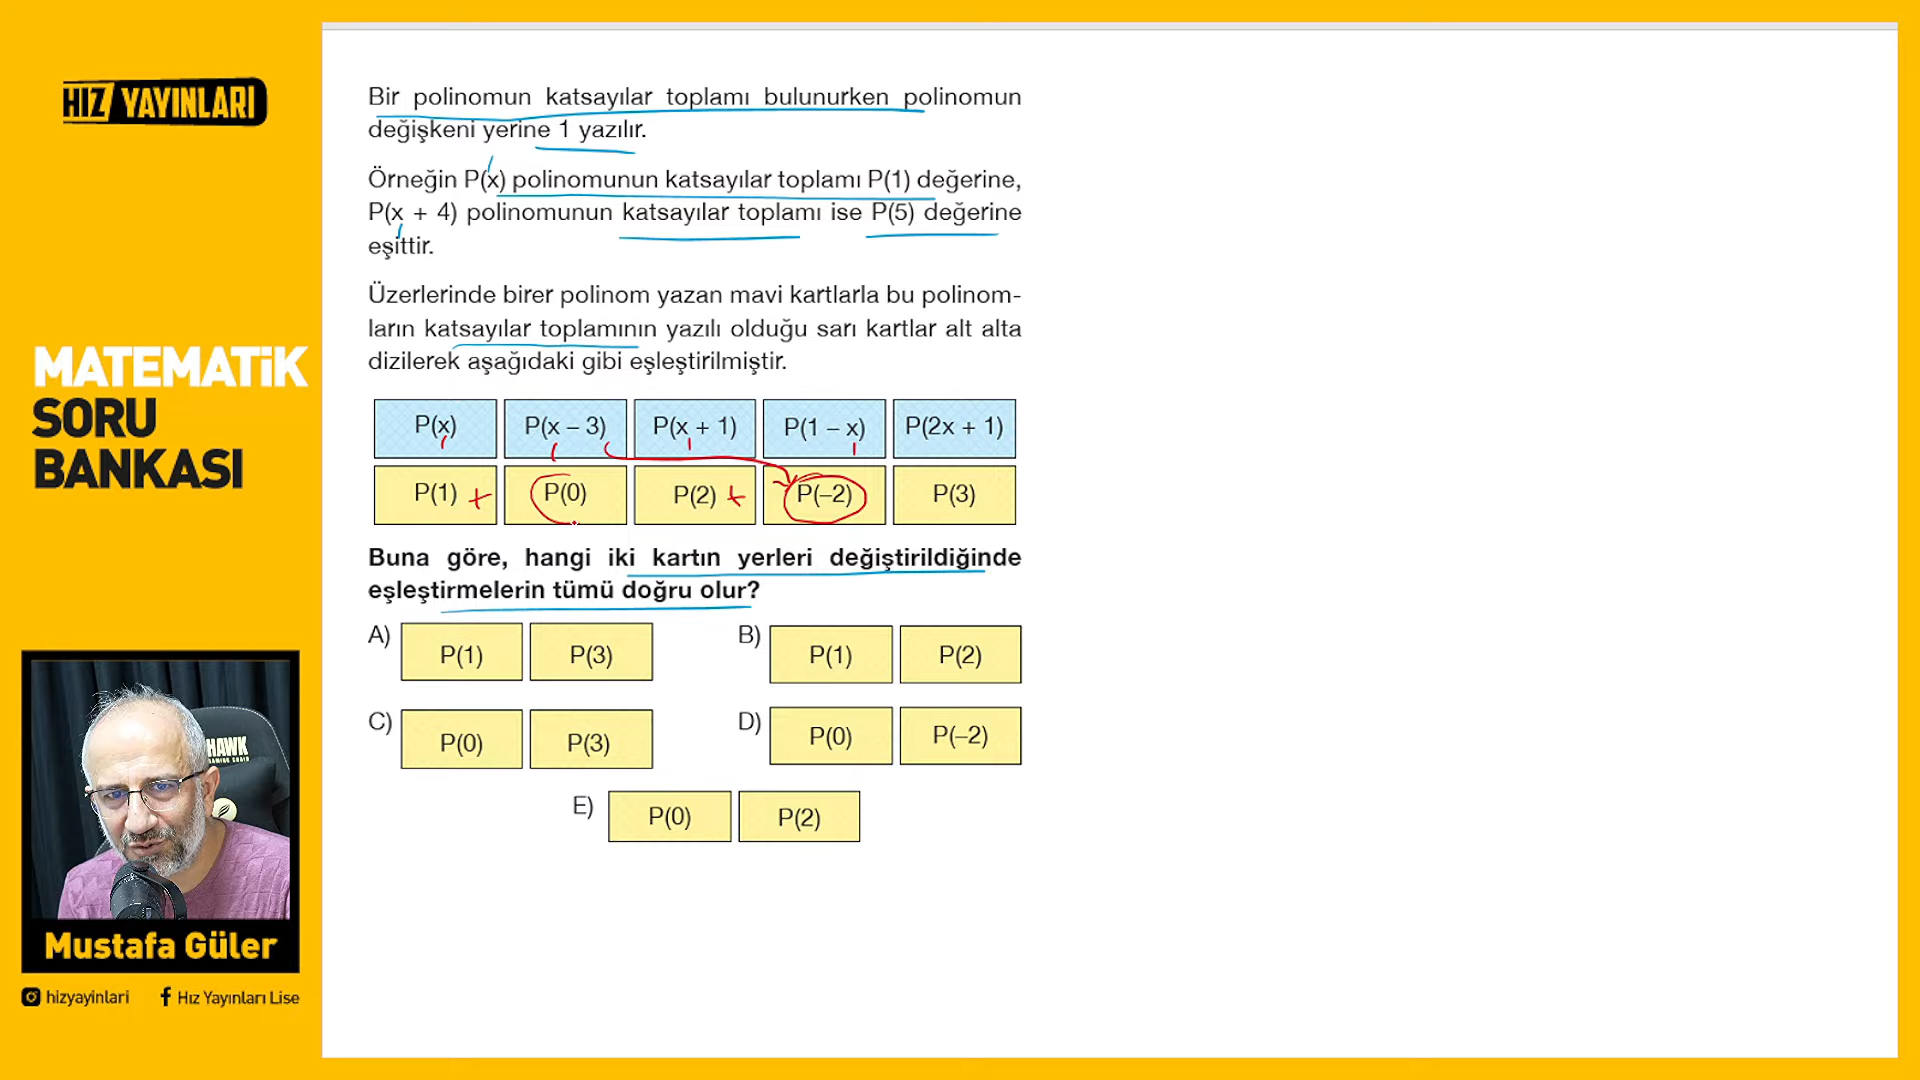 HIZ YAYINLARI
MATEMATİK
SORU
BANKASI
Mustafa Güler
hizyayinlari
Hız Yayınları Lise
Bir polinomun katsayılar toplamı bulunurken polinomun
değişkeni yerine 1 yazılır.
Örneğin P(x) polinomunun katsayılar toplamı P(1) değerine,
P(x + 4) polinomunun katsayılar toplamı ise P(5) değerine
eşittir.
Üzerlerinde birer polinom yazan mavi kartlarla bu polinom-
ların katsayılar toplamının yazılı olduğu sarı kartlar alt alta
dizilerek aşağıdaki gibi eşleştirilmiştir.
P(x) P(x – 3) P(x + 1) P(1 – x) P(2x + 1)
P(1) P(0) P(2) P(–2) P(3)
Buna göre, hangi iki kartın yerleri değiştirildiğinde
eşleştirmelerin tümü doğru olur?
A) P(1) P(3)
B) P(1) P(2)
C) P(0) P(3)
D) P(0) P(–2)
E) P(0) P(2)
HAWK
GAMING CHAIR